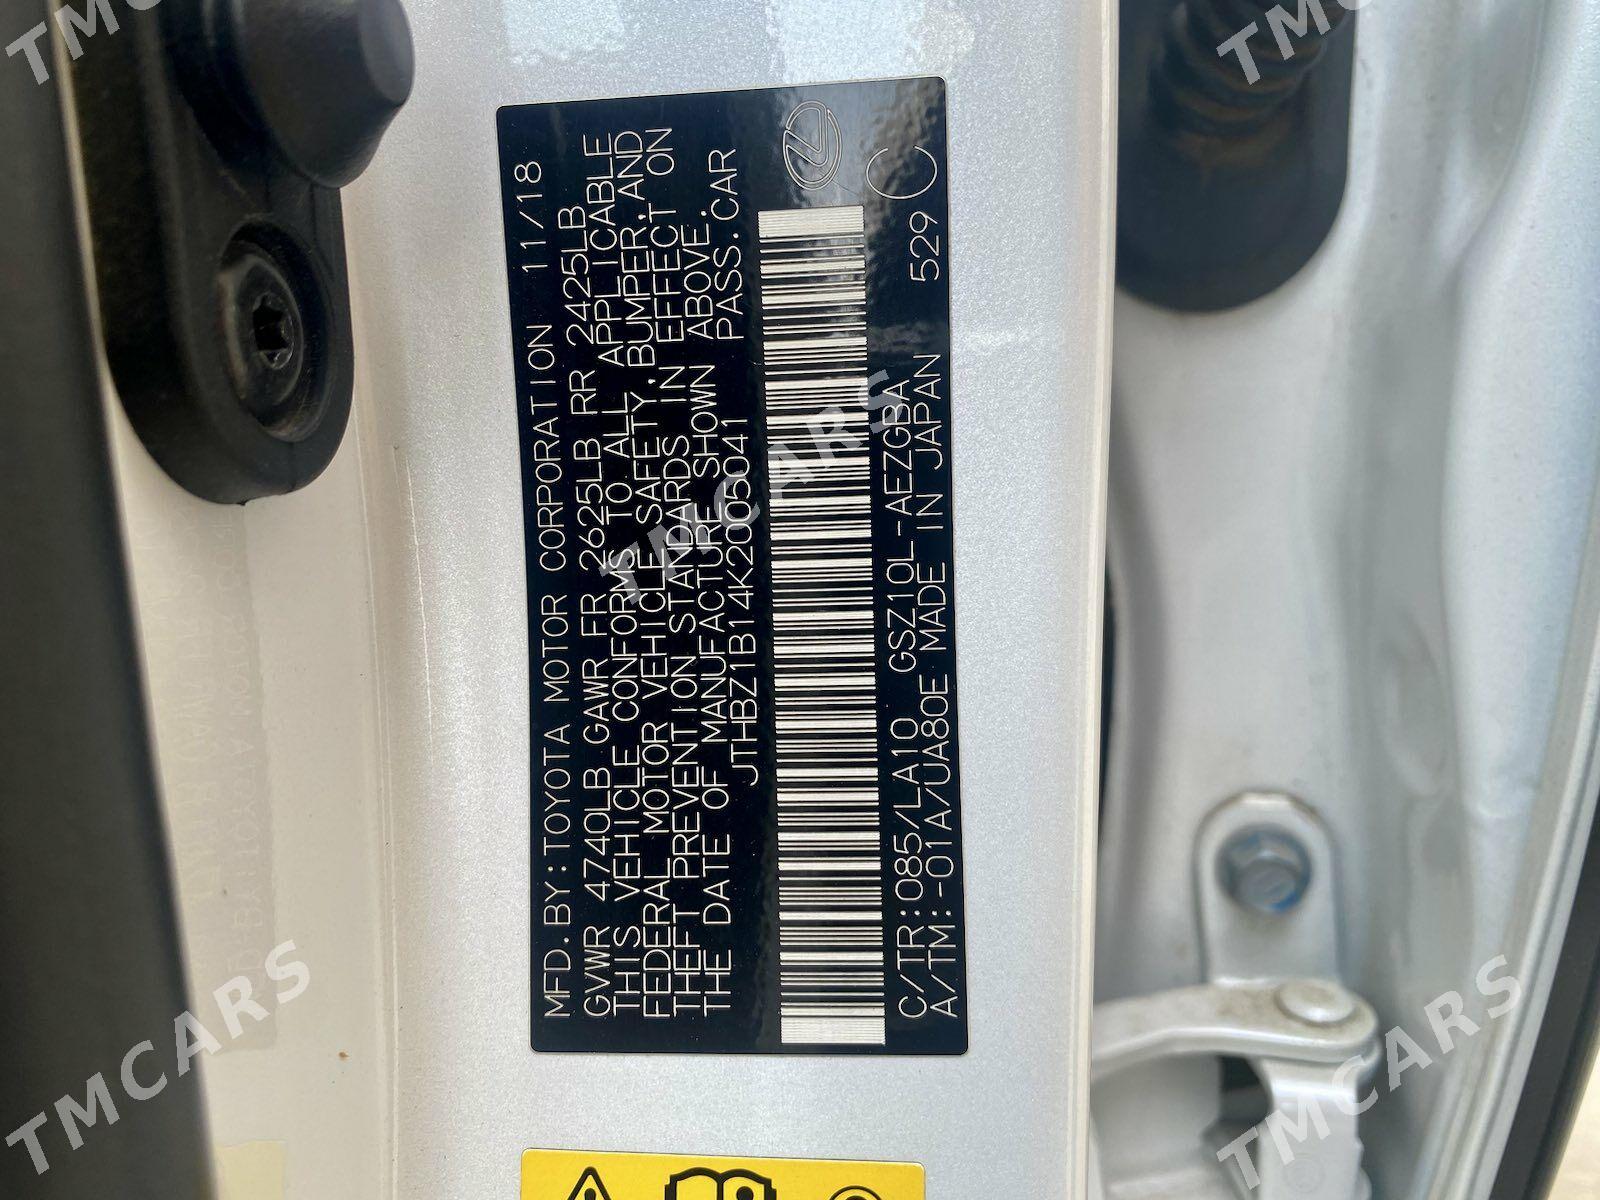 MFD.BY:TOYOTA MOTOR CORPORATION 11/18
GVWR 4740LB GAWR FR 2625LB RR 2425LB
THIS VEHICLE CONFORMS TO ALL APPLICABLE
FEDERAL MOTOR VEHICLE SAFETY, BUMPER, AND
THEFT PREVENTION STANDARDS IN EFFECT ON
THE DATE OF MANUFACTURE SHOWN ABOVE.
JTHBZ1B14K2005041 PASS.CAR
C/TR:085/LA10 GSZ10L-AEZGBA 529 C
A/TM:-01A/UA80E MADE IN JAPAN
TMCARS
TMCARS
TMCARS
TMCARS
TMCARS
TMCARS
TMCARS